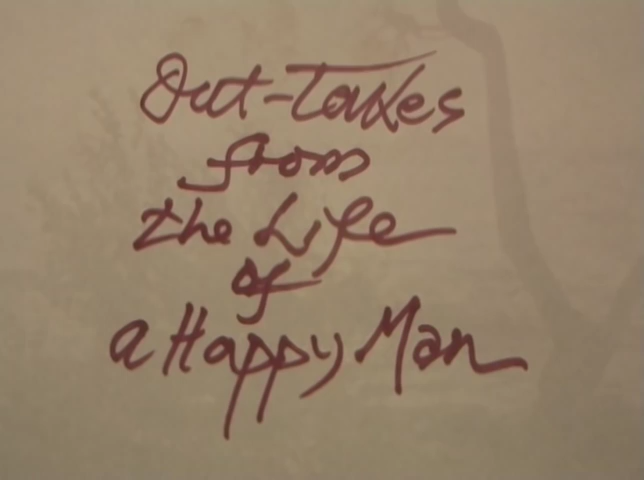 Out-Takes
from
the Life
of
a Happy Man